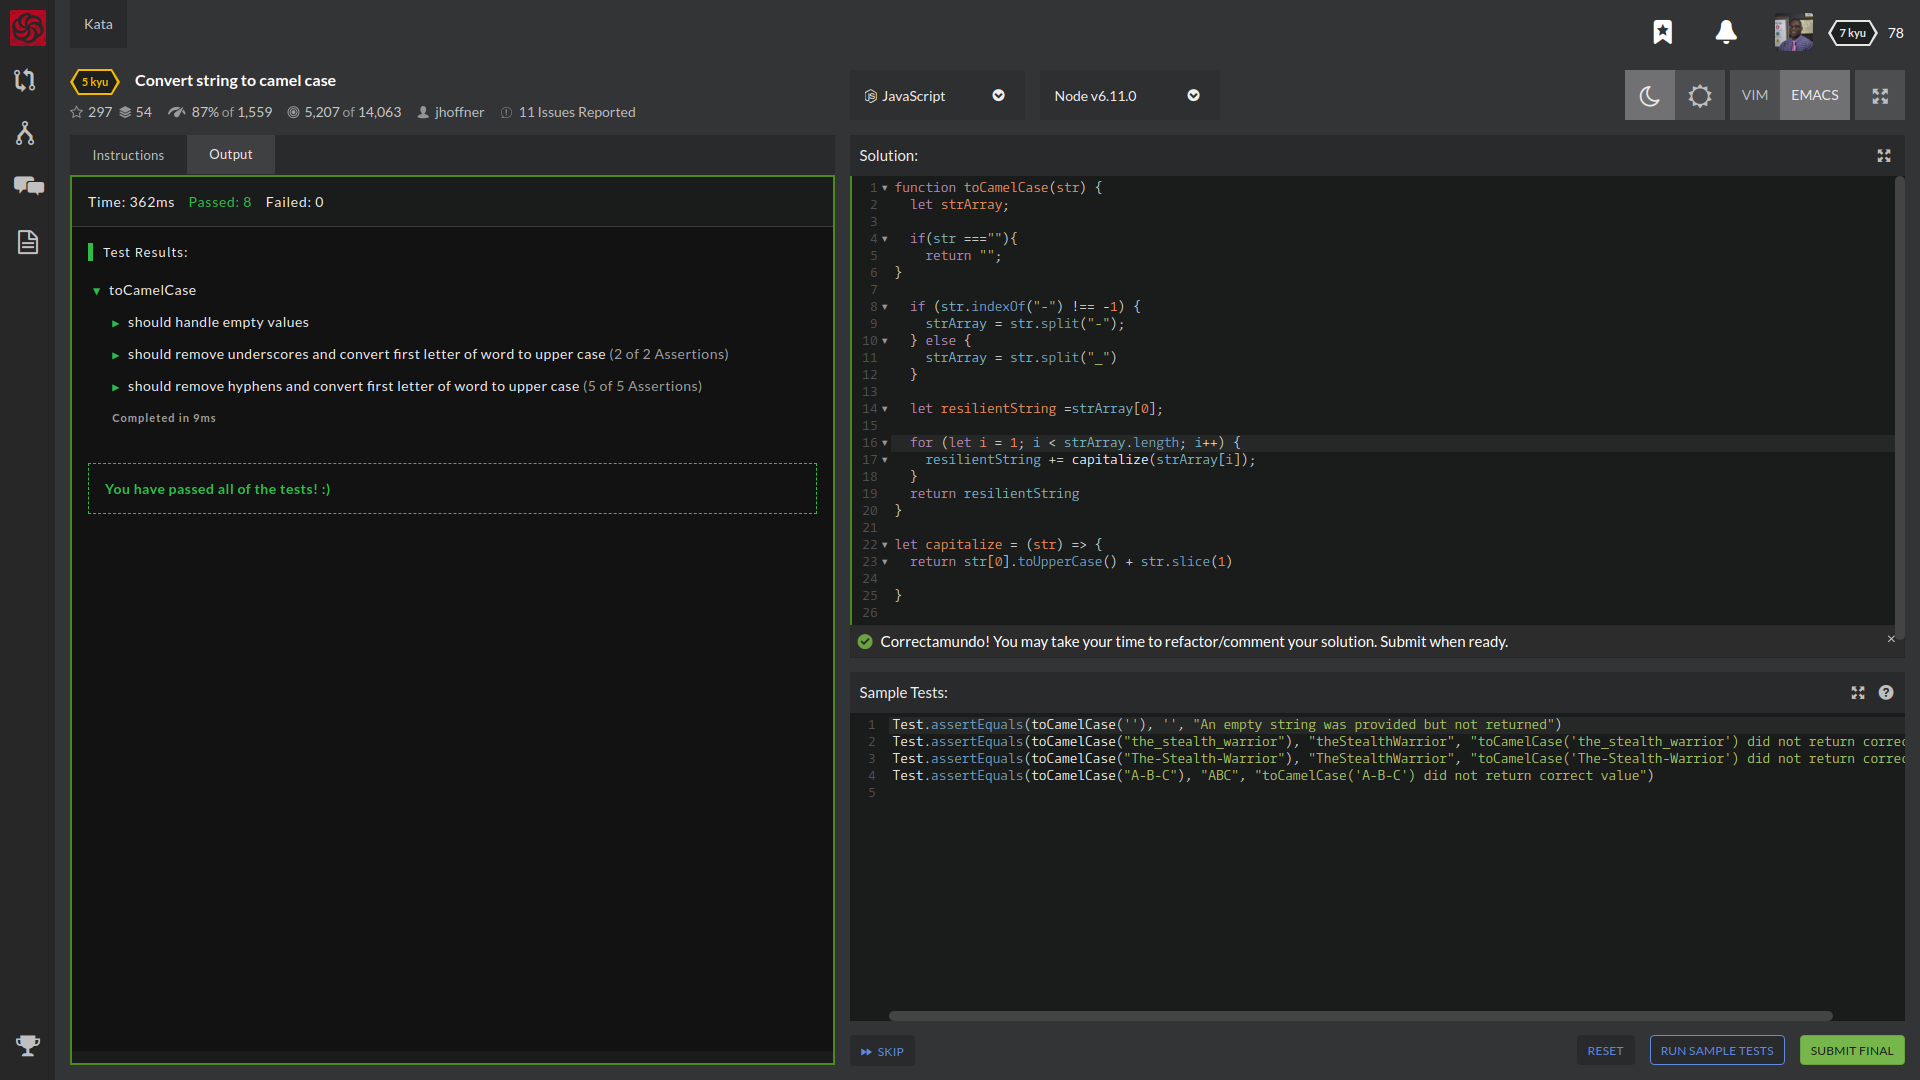 Kata
7 kyu 78
5 kyu Convert string to camel case
297 54 87% of 1,559 5,207 of 14,063 jhoffner 11 Issues Reported
JavaScript
Node v6.11.0
VIM EMACS
Instructions Output
Time: 362ms Passed: 8 Failed: 0
Test Results:
▼ toCamelCase
▶ should handle empty values
▶ should remove underscores and convert first letter of word to upper case (2 of 2 Assertions)
▶ should remove hyphens and convert first letter of word to upper case (5 of 5 Assertions)
Completed in 9ms
You have passed all of the tests! :)
Solution:
1 function toCamelCase(str) {
2 let strArray;
3
4 if(str ===""){
5 return "";
6 }
7
8 if (str.indexOf("-") !== -1) {
9 strArray = str.split("-");
10 } else {
11 strArray = str.split("_")
12 }
13
14 let resilientString =strArray[0];
15
16 for (let i = 1; i < strArray.length; i++) {
17 resilientString += capitalize(strArray[i]);
18 }
19 return resilientString
20 }
21
22 let capitalize = (str) => {
23 return str[0].toUpperCase() + str.slice(1)
24
25 }
26
Correctamundo! You may take your time to refactor/comment your solution. Submit when ready. ×
Sample Tests: ?
1 Test.assertEquals(toCamelCase(''), '', "An empty string was provided but not returned")
2 Test.assertEquals(toCamelCase("the_stealth_warrior"), "theStealthWarrior", "toCamelCase('the_stealth_warrior') did not return correc
3 Test.assertEquals(toCamelCase("The-Stealth-Warrior"), "TheStealthWarrior", "toCamelCase('The-Stealth-Warrior') did not return correc
4 Test.assertEquals(toCamelCase("A-B-C"), "ABC", "toCamelCase('A-B-C') did not return correct value")
5
SKIP RESET RUN SAMPLE TESTS SUBMIT FINAL